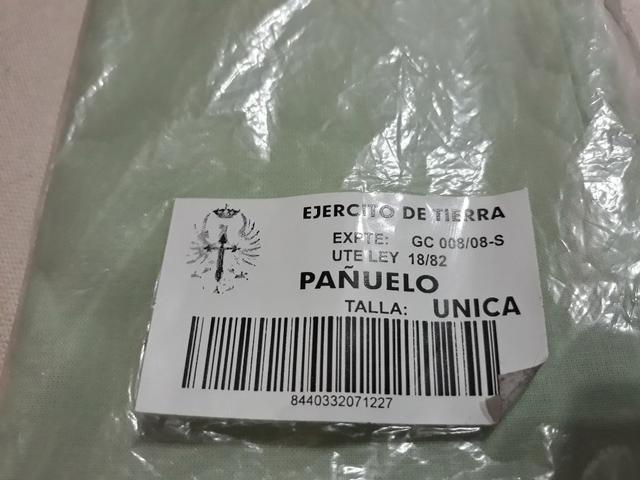 EJERCITO DE TIERRA
EXPTE: GC 008/08-S
UTE LEY 18/82
PAÑUELO
TALLA: UNICA
8440332071227